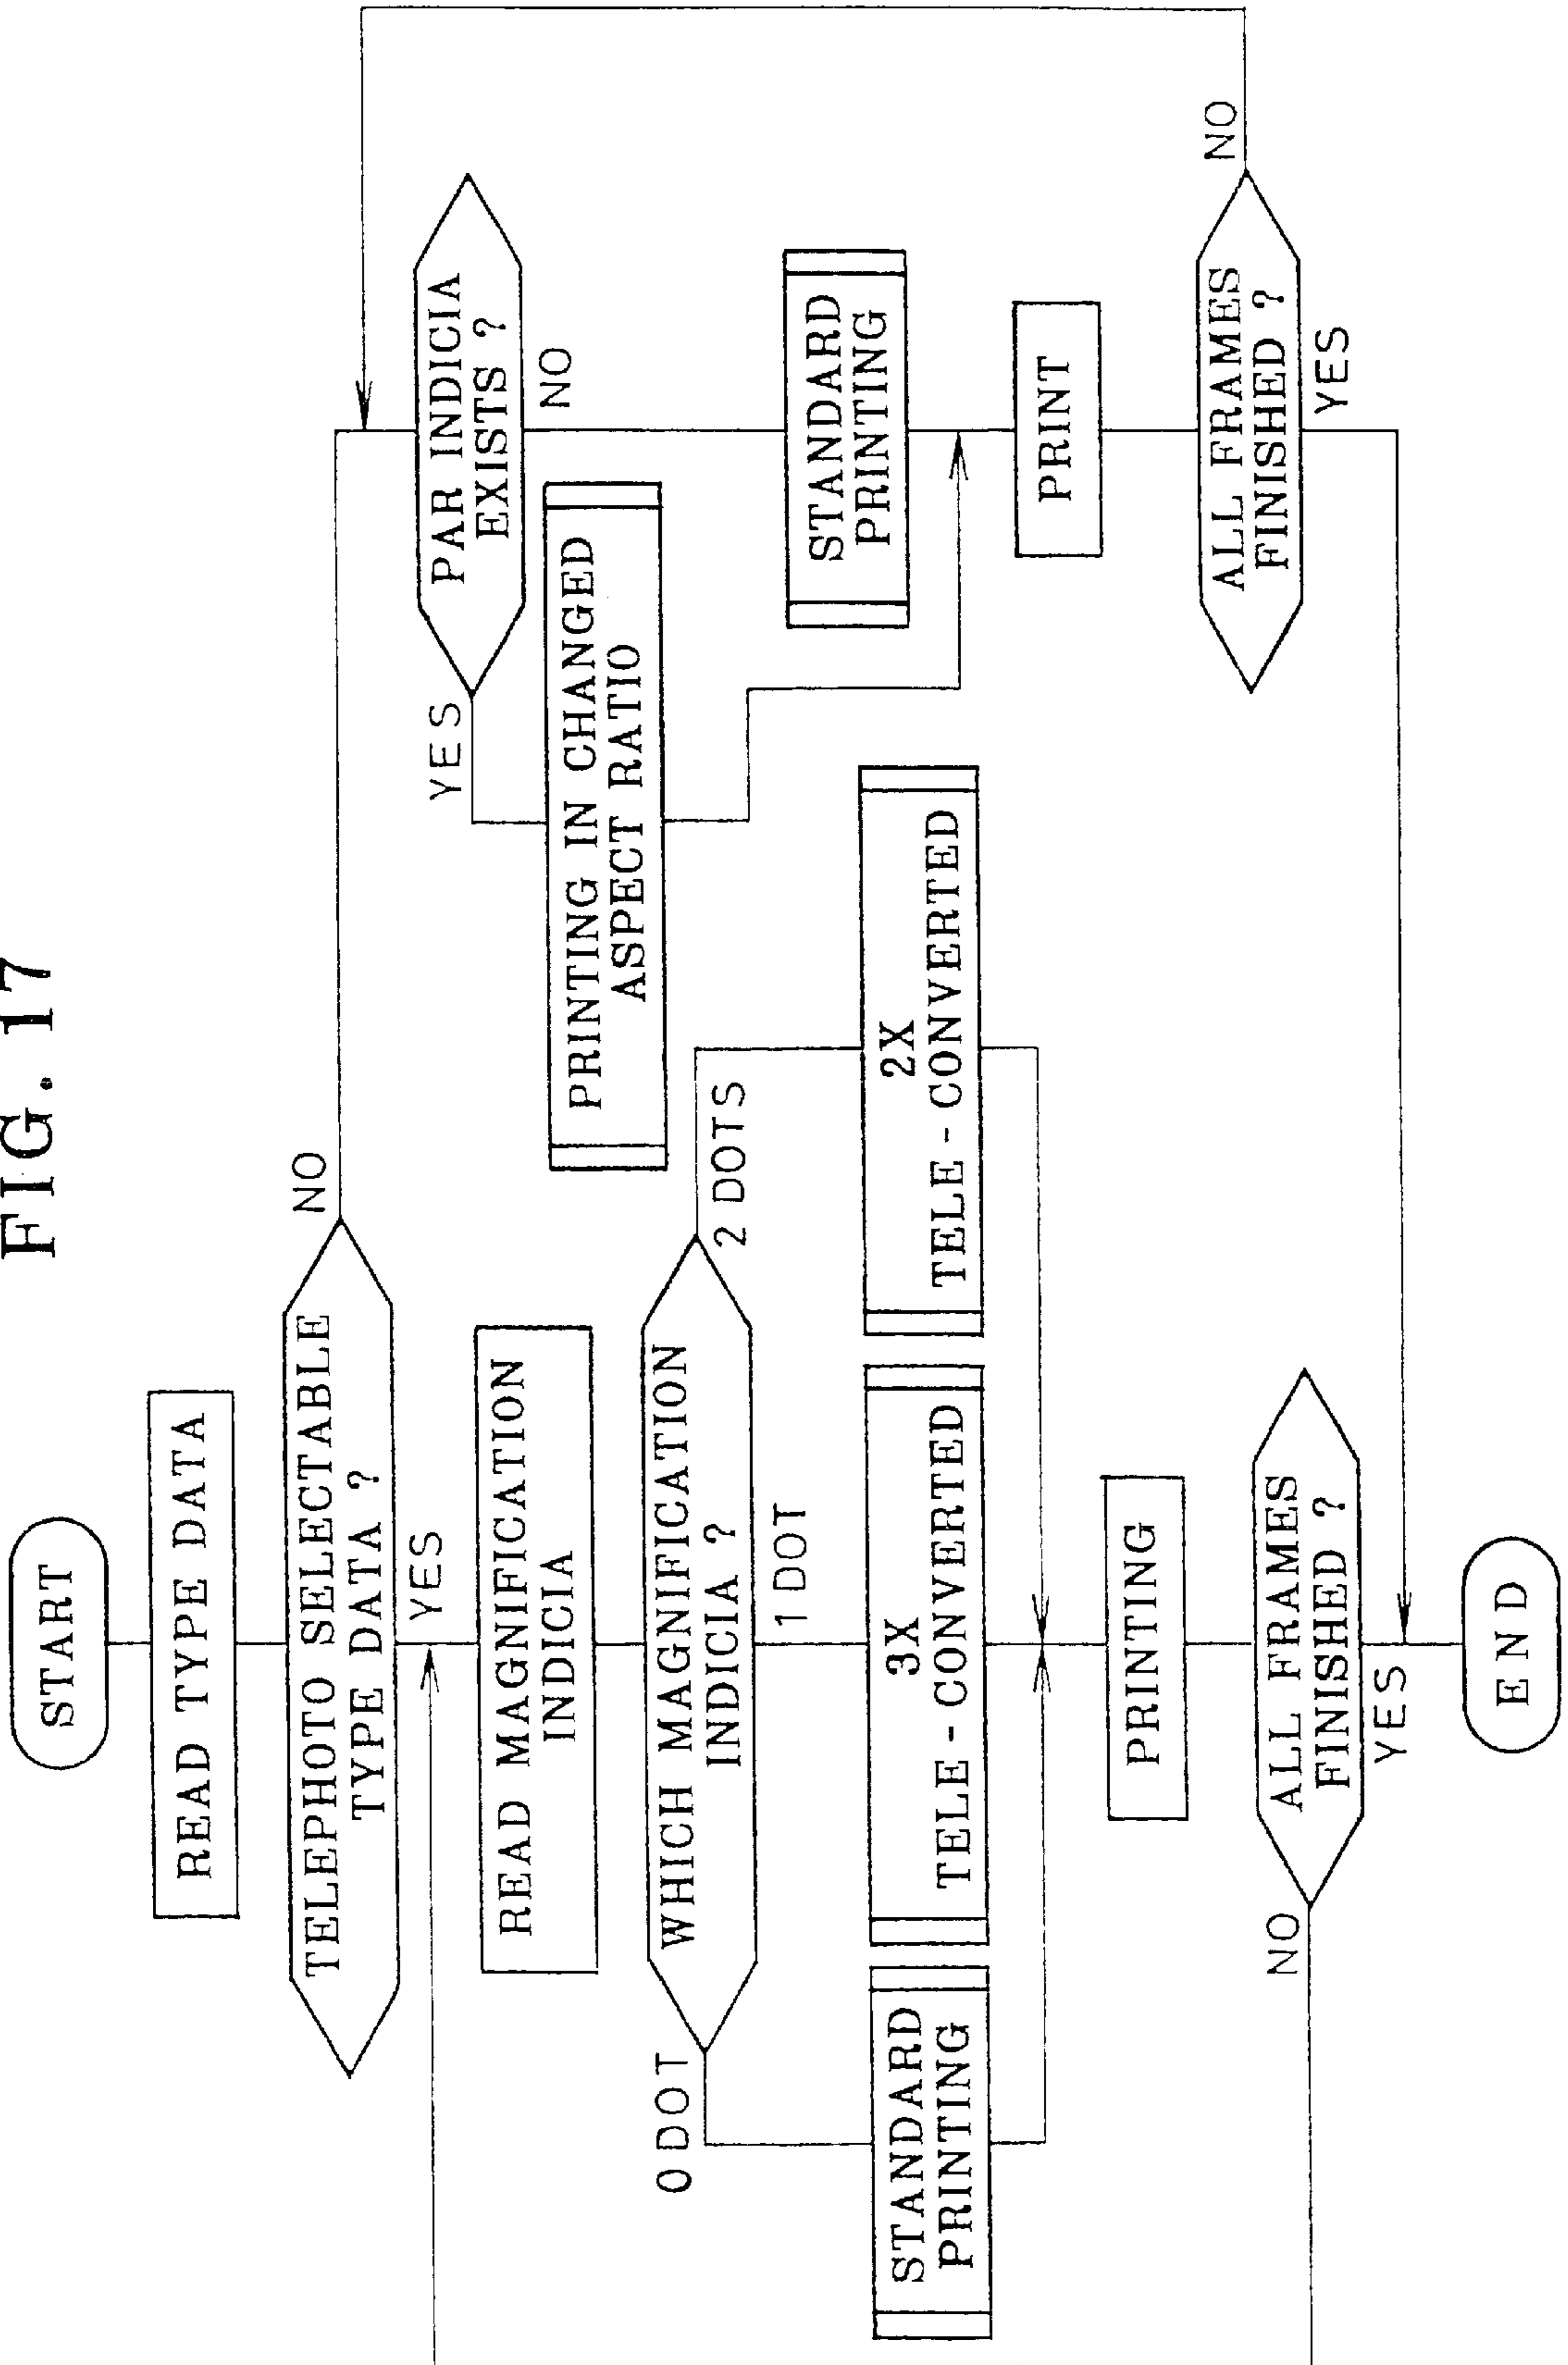 FIG. 17
START
READ TYPE DATA
TELEPHOTO SELECTABLE
TYPE DATA ?
NO
YES
READ MAGNIFICATION
INDICIA
WHICH MAGNIFICATION
INDICIA ?
0 DOT
1 DOT
2 DOTS
STANDARD
PRINTING
3X
TELE - CONVERTED
2X
TELE - CONVERTED
PRINTING
ALL FRAMES
FINISHED ?
NO
YES
END
PAR INDICIA
EXISTS ?
YES
NO
PRINTING IN CHANGED
ASPECT RATIO
STANDARD
PRINTING
PRINT
ALL FRAMES
FINISHED ?
NO
YES